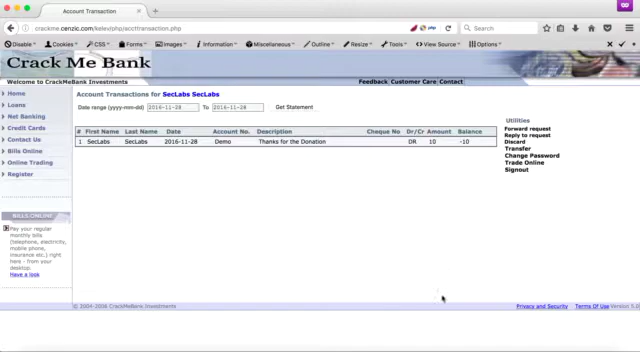 Account Transaction
crackme.cenzic.com/kelev/php/accttransaction.php
php
Search
Disable Cookies CSS Forms Images Information Miscellaneous Outline Resize Tools View Source Options
Crack Me Bank
Welcome to CrackMeBank Investments
Feedback Customer Care Contact
Home
Loans
Net Banking
Credit Cards
Contact Us
Bills Online
Online Trading
Register
BILLS ONLINE
Pay your regular
monthly bills
(telephone, electricity,
mobile phone,
insurance etc.) right
here - from your
desktop.
Have a look
Account Transactions for SecLabs SecLabs
Date range (yyyy-mm-dd) 2016-11-28 To 2016-11-28 Get Statement
# First Name Last Name Date Account No. Description Cheque No Dr/Cr Amount Balance
1 SecLabs SecLabs 2016-11-28 Demo Thanks for the Donation DR 10 -10
Utilities
Forward request
Reply to request
Discard
Transfer
Change Password
Trade Online
Signout
© 2004-2006 CrackMeBank Investments
Privacy and Security Terms Of Use Version 5.0